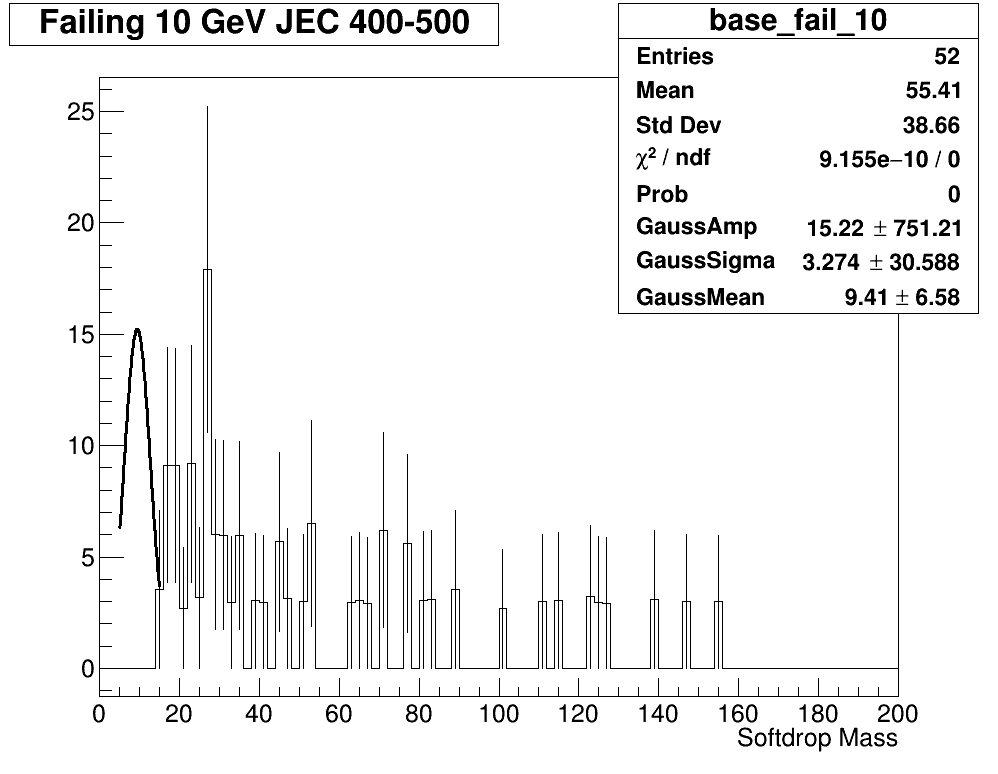 Failing 10 GeV JEC 400-500
base_fail_10
Entries 52
Mean 55.41
Std Dev 38.66
χ² / ndf 9.155e−10 / 0
Prob 0
GaussAmp 15.22 ± 751.21
GaussSigma 3.274 ± 30.588
GaussMean 9.41 ± 6.58
25
20
15
10
5
0
0 20 40 60 80 100 120 140 160 180 200
Softdrop Mass